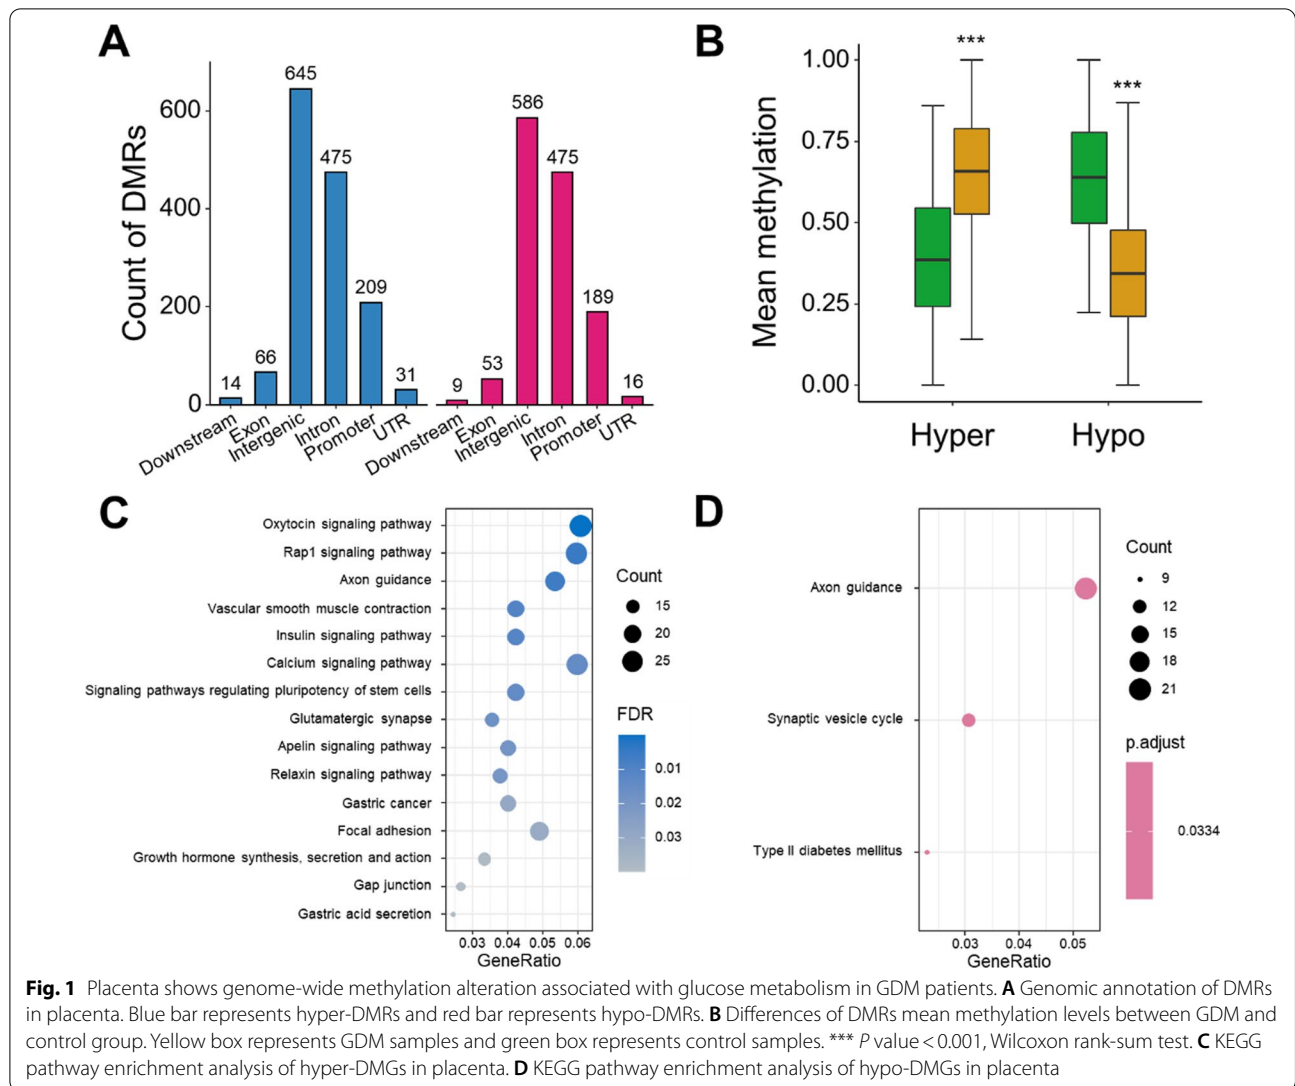 A
Count of DMRs
600
400
200
0
14
66
645
475
209
31
9
53
586
475
189
16
Downstream
Exon
Intergenic
Intron
Promoter
UTR
Downstream
Exon
Intergenic
Intron
Promoter
UTR
B
Mean methylation
1.00
0.75
0.50
0.25
0.00
***
***
Hyper
Hypo
C
Oxytocin signaling pathway
Rap1 signaling pathway
Axon guidance
Vascular smooth muscle contraction
Insulin signaling pathway
Calcium signaling pathway
Signaling pathways regulating pluripotency of stem cells
Glutamatergic synapse
Apelin signaling pathway
Relaxin signaling pathway
Gastric cancer
Focal adhesion
Growth hormone synthesis, secretion and action
Gap junction
Gastric acid secretion
0.03 0.04 0.05 0.06
GeneRatio
Count
15
20
25
FDR
0.01
0.02
0.03
D
Axon guidance
Synaptic vesicle cycle
Type II diabetes mellitus
0.03 0.04 0.05
GeneRatio
Count
9
12
15
18
21
p.adjust
0.0334
Fig. 1 Placenta shows genome-wide methylation alteration associated with glucose metabolism in GDM patients. A Genomic annotation of DMRs
in placenta. Blue bar represents hyper-DMRs and red bar represents hypo-DMRs. B Differences of DMRs mean methylation levels between GDM and
control group. Yellow box represents GDM samples and green box represents control samples. *** P value < 0.001, Wilcoxon rank-sum test. C KEGG
pathway enrichment analysis of hyper-DMGs in placenta. D KEGG pathway enrichment analysis of hypo-DMGs in placenta